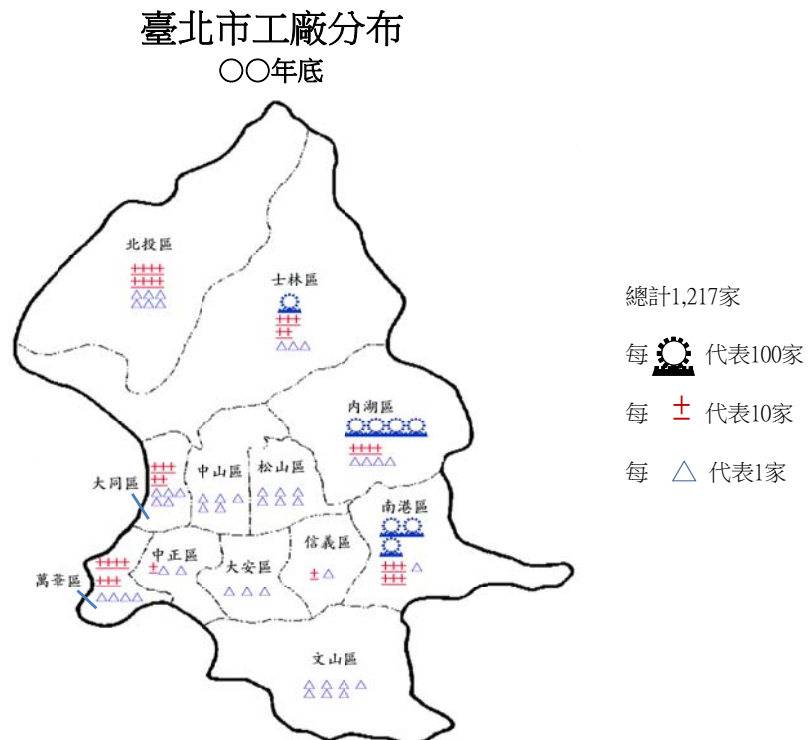 臺北市工廠分布
○○年底
北投區
士林區
內湖區
大同區
中山區
松山區
南港區
萬華區
中正區
大安區
信義區
文山區
總計1,217家
每 代表100家
每 代表10家
每 代表1家